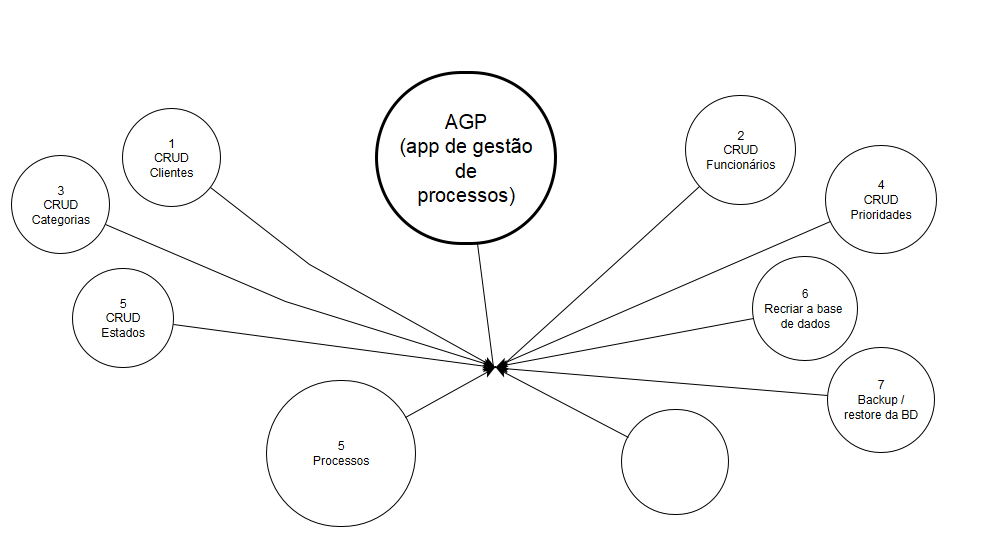 AGP
(app de gestão
de
processos)
1
CRUD
Clientes
2
CRUD
Funcionários
3
CRUD
Categorias
4
CRUD
Prioridades
5
CRUD
Estados
6
Recriar a base
de dados
7
Backup /
restore da BD
5
Processos